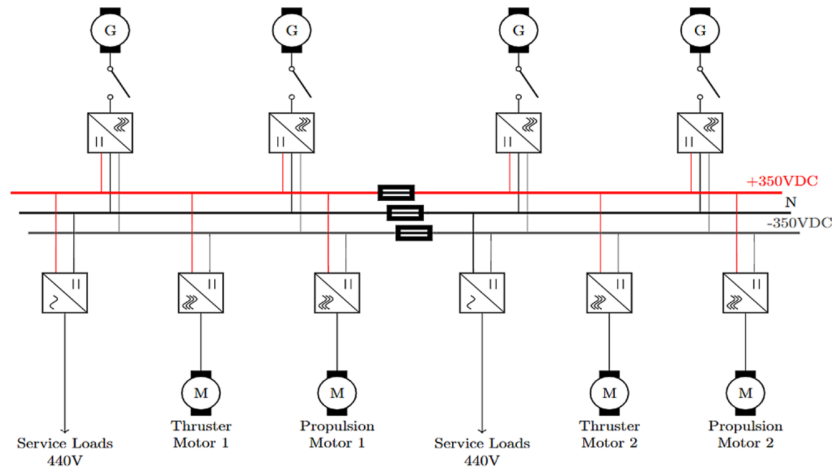 G G G G
+350VDC
N
-350VDC
M M M M
Service Loads
440V
Thruster
Motor 1
Propulsion
Motor 1
Service Loads
440V
Thruster
Motor 2
Propulsion
Motor 2